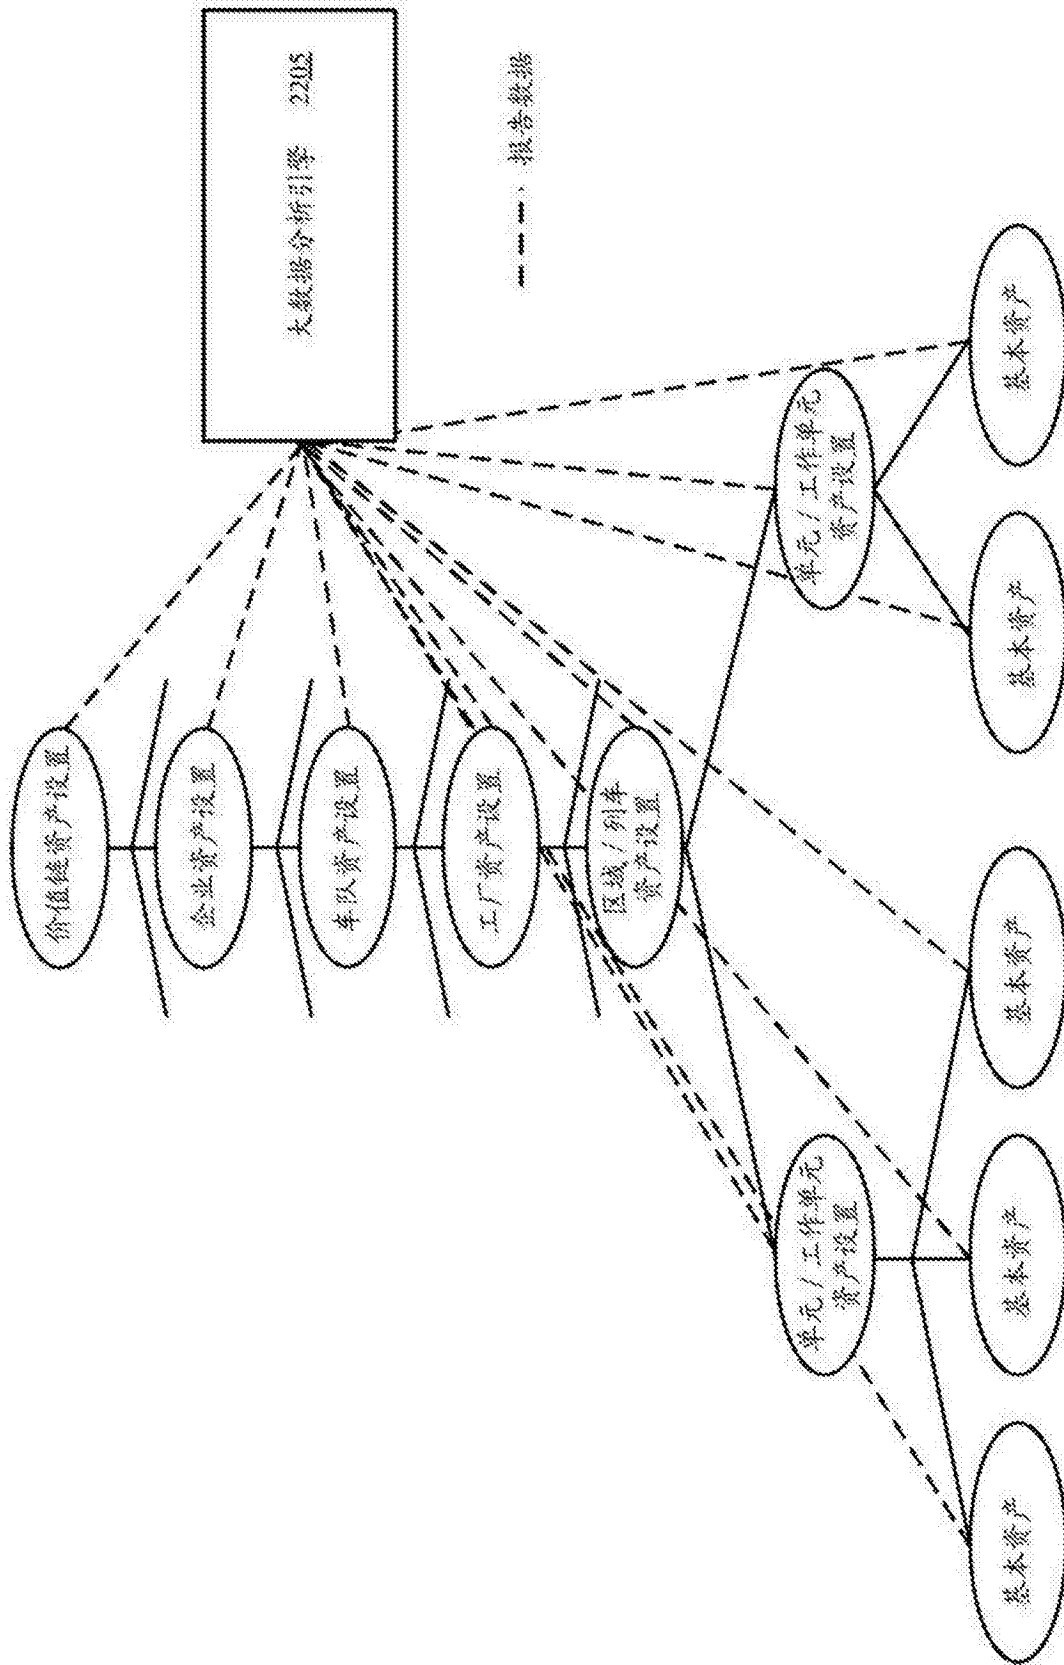 大数据分析引擎 2205
报告数据
价值链资产设置
企业资产设置
车队资产设置
工厂资产设置
区域/列车
资产设置
单元/工作单元
资产设置
单元/工作单元
资产设置
基本资产
基本资产
基本资产
基本资产
基本资产